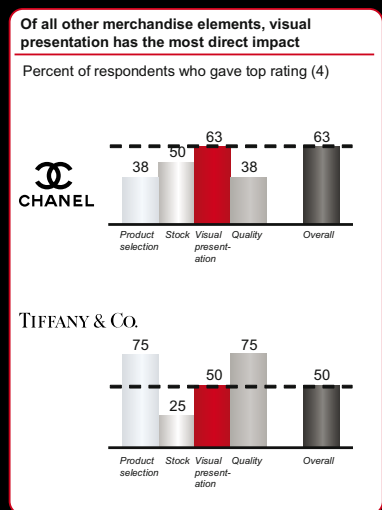 Of all other merchandise elements, visual
presentation has the most direct impact
Percent of respondents who gave top rating (4)
63 63
50
38 38
CHANEL
Product Stock Visual Quality Overall
selection present-
ation
TIFFANY & CO.
75 75
50 50
25
Product Stock Visual Quality Overall
selection present-
ation